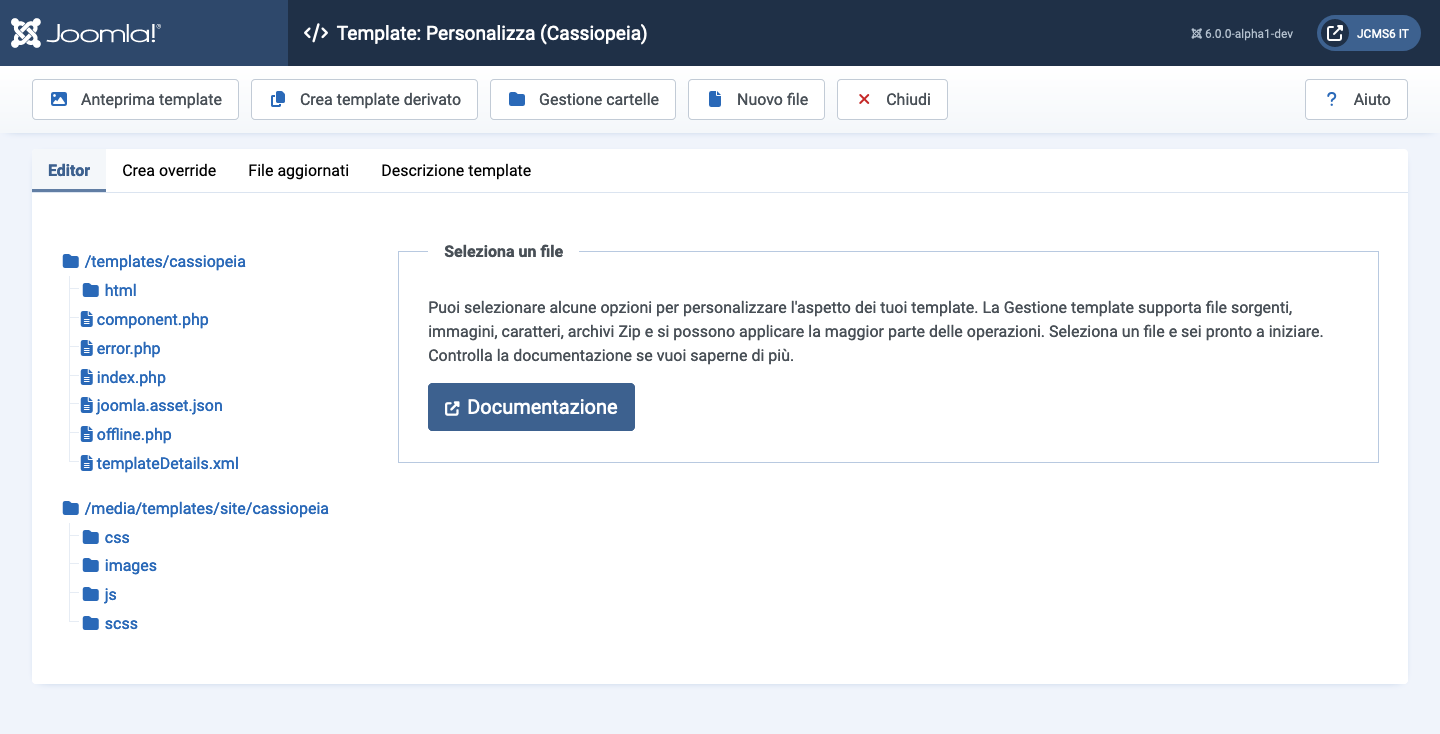 Joomla!®
Template: Personalizza (Cassiopeia)
6.0.0-alpha1-dev
JCMS6 IT
Anteprima template
Crea template derivato
Gestione cartelle
Nuovo file
Chiudi
Aiuto
Editor
Crea override
File aggiornati
Descrizione template
/templates/cassiopeia
html
component.php
error.php
index.php
joomla.asset.json
offline.php
templateDetails.xml
/media/templates/site/cassiopeia
css
images
js
scss
Seleziona un file
Puoi selezionare alcune opzioni per personalizzare l'aspetto dei tuoi template. La Gestione template supporta file sorgenti,
immagini, caratteri, archivi Zip e si possono applicare la maggior parte delle operazioni. Seleziona un file e sei pronto a iniziare.
Controlla la documentazione se vuoi saperne di più.
Documentazione